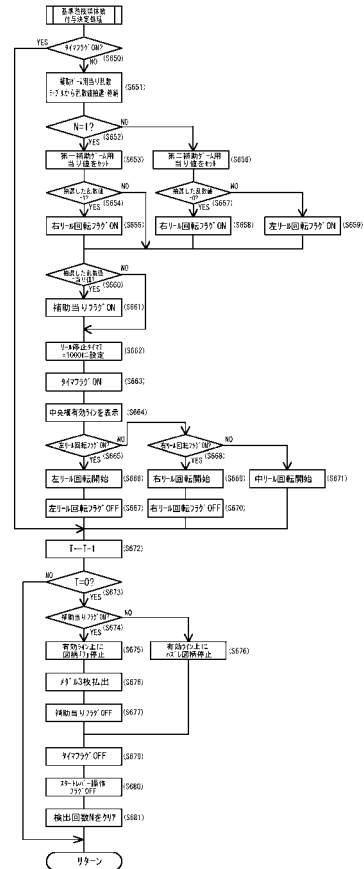 付与決定処理
YES
タイマフラグON?
(S650)
NO
補助ゲーム用当り乱数
テーブルから乱数値抽選・格納
(S651)
N=1?
NO
(S652)
YES
第一補助ゲーム用
当り値をセット
(S653)
第二補助ゲーム用
当り値をセット
(S656)
抽選した乱数値
NO
(S654)
YES
抽選した乱数値
NO
(S657)
YES
右リール回転フラグON
(S655)
右リール回転フラグON
(S658)
左リール回転フラグON
(S659)
抽選した乱数値
NO
(S660)
YES
補助当りフラグON
(S661)
リール停止タイマT
=1000に設定
(S662)
タイマフラグON
(S663)
中央横有効ラインを表示
(S664)
左リール回転フラグON?
NO
(S665)
YES
右リール回転フラグON?
NO
(S668)
YES
左リール回転開始
(S666)
右リール回転開始
(S669)
中リール回転開始
(S671)
左リール回転フラグOFF
(S667)
右リール回転フラグOFF
(S670)
T←T-1
(S672)
NO
T=0?
(S673)
YES
補助当りフラグON?
NO
(S674)
YES
有効ライン上に
図柄「7」停止
(S675)
有効ライン上に
ハズレ図柄停止
(S676)
メダル3枚払出
(S676)
補助当りフラグOFF
(S677)
タイマフラグOFF
(S679)
スタートレバー操作
フラグOFF
(S680)
検出回数Nをクリア
(S681)
リターン